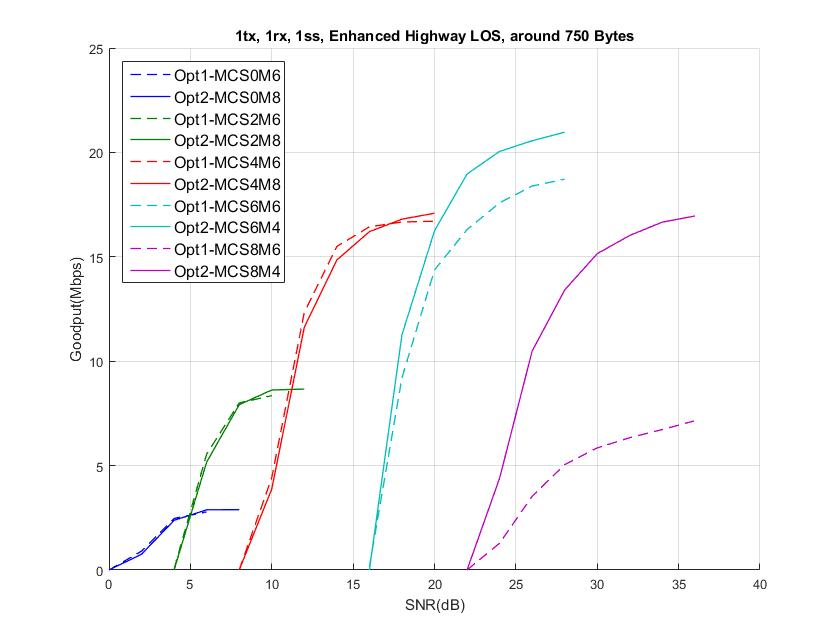 1tx, 1rx, 1ss, Enhanced Highway LOS, around 750 Bytes
25
20
15
10
5
0
Goodput(Mbps)
Opt1-MCS0M6
Opt2-MCS0M8
Opt1-MCS2M6
Opt2-MCS2M8
Opt1-MCS4M6
Opt2-MCS4M8
Opt1-MCS6M6
Opt2-MCS6M4
Opt1-MCS8M6
Opt2-MCS8M4
0 5 10 15 20 25 30 35 40
SNR(dB)